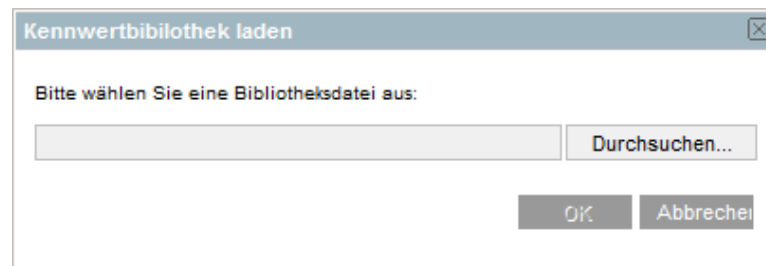 Kennwertbibilothek laden
Bitte wählen Sie eine Bibliotheksdatei aus:
Durchsuchen...
OK Abbrechen